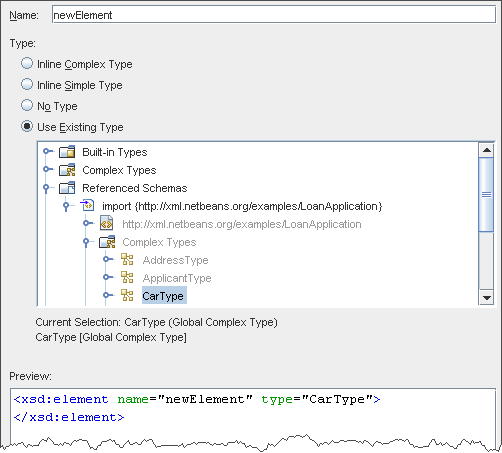 Name: newElement
Type:
Inline Complex Type
Inline Simple Type
No Type
Use Existing Type
Built-in Types
Complex Types
Referenced Schemas
import {http://xml.netbeans.org/examples/LoanApplication}
http://xml.netbeans.org/examples/LoanApplication
Complex Types
AddressType
ApplicantType
CarType
Current Selection: CarType (Global Complex Type)
CarType [Global Complex Type]
Preview:
<xsd:element name="newElement" type="CarType">
</xsd:element>